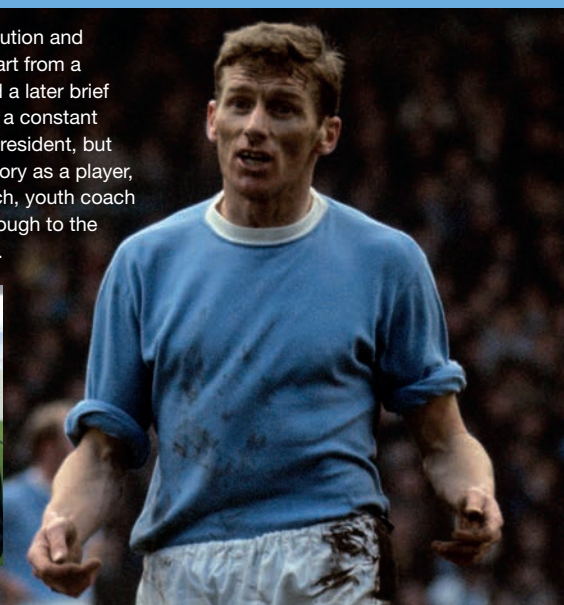 ution and
art from a
l a later brief
a constant
resident, but
ory as a player,
ch, youth coach
ough to the
.